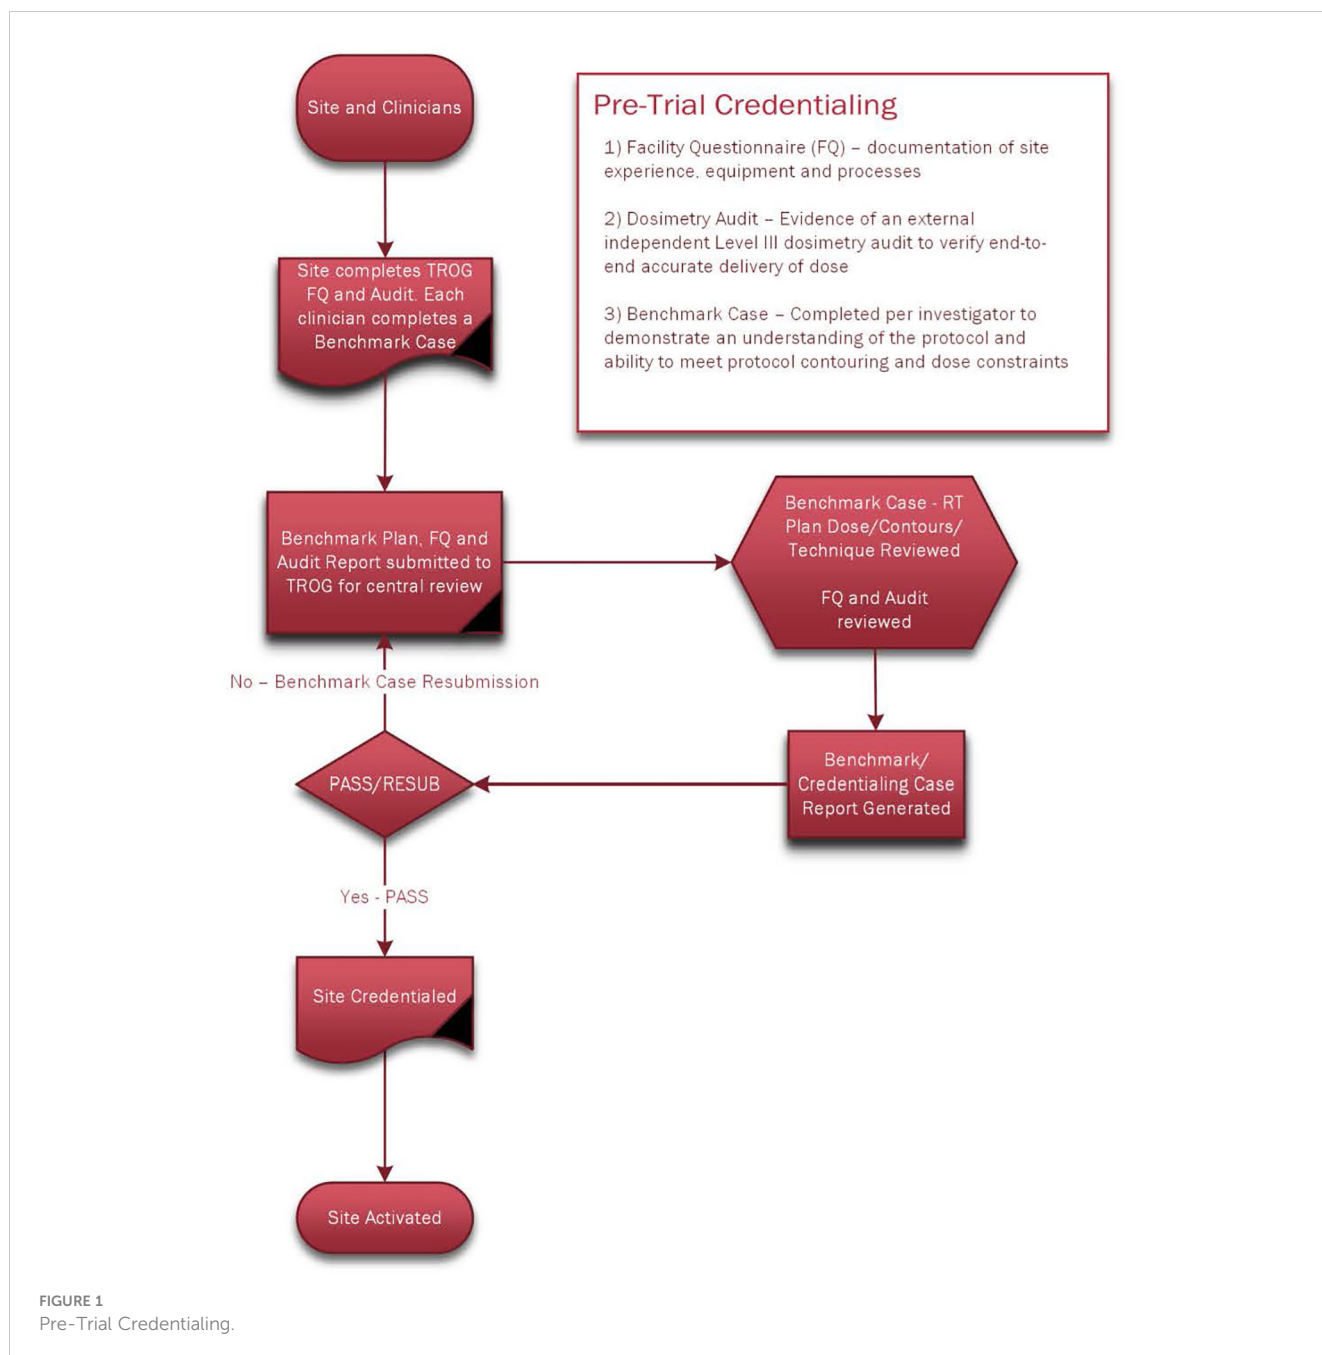 Site and Clinicians
Pre-Trial Credentialing
1) Facility Questionnaire (FQ) – documentation of site
experience, equipment and processes
2) Dosimetry Audit – Evidence of an external
independent Level III dosimetry audit to verify end-to-
end accurate delivery of dose
3) Benchmark Case – Completed per investigator to
demonstrate an understanding of the protocol and
ability to meet protocol contouring and dose constraints
Site completes TROG
FQ and Audit. Each
clinician completes a
Benchmark Case
Benchmark Plan, FQ and
Audit Report submitted to
TROG for central review
Benchmark Case - RT
Plan Dose/Contours/
Technique Reviewed
FQ and Audit
reviewed
No – Benchmark Case Resubmission
Benchmark/
Credentialing Case
Report Generated
PASS/RESUB
Yes - PASS
Site Credentialed
Site Activated
FIGURE 1
Pre-Trial Credentialing.